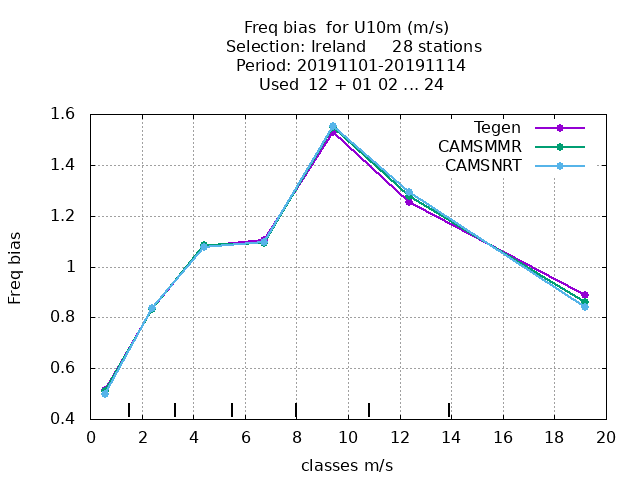 Freq bias  for U10m (m/s)
Selection: Ireland     28 stations
Period: 20191101-20191114
Used  12 + 01 02 ... 24
Tegen
CAMSMMR
CAMSNRT
1.6
1.4
1.2
1
0.8
0.6
0.4
Freq bias
0 2 4 6 8 10 12 14 16 18 20
classes m/s